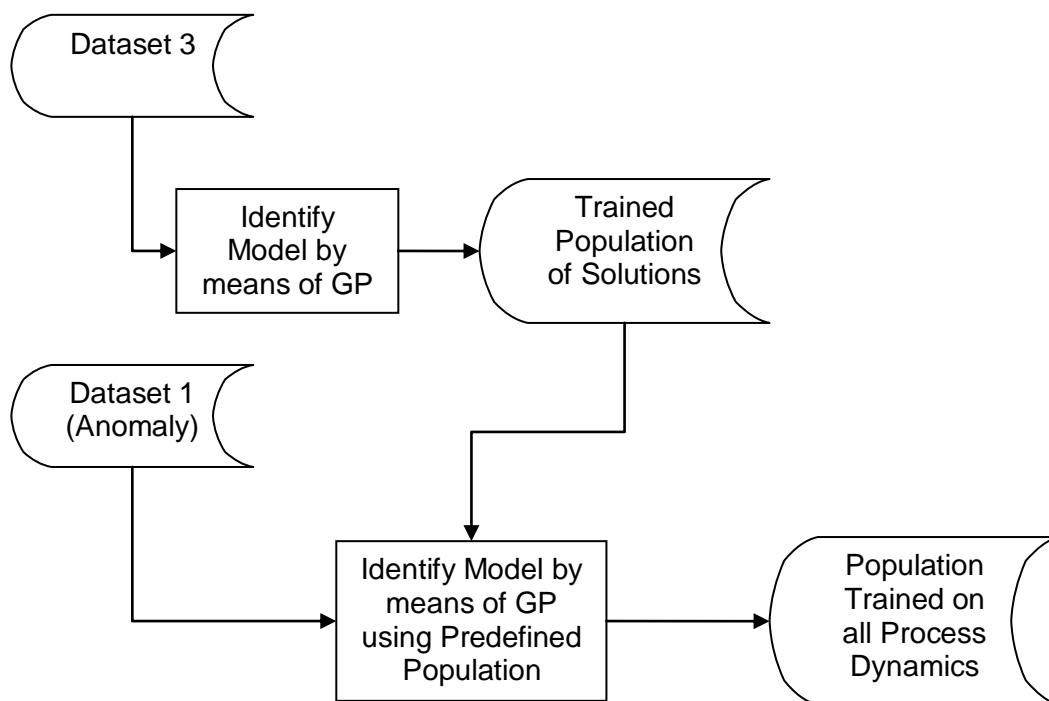 Dataset 3
Identify
Model by
means of GP
Trained
Population
of Solutions
Dataset 1
(Anomaly)
Identify Model by
means of GP
using Predefined
Population
Population
Trained on
all Process
Dynamics